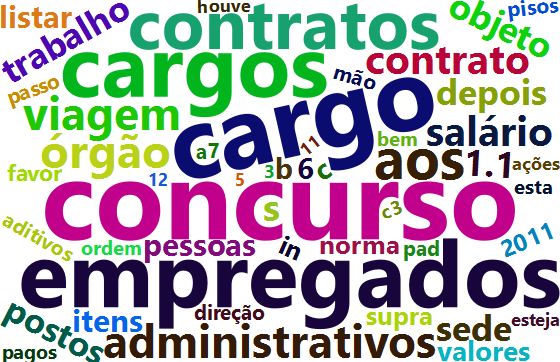 listar
houve
pisos
trabalho
contratos
objeto
passo
cargos
contrato
mão
depois
viagem
cargo
salário
órgão
a7
11
bem
aos
1.1
ações
favor
12
5
3
b
6
c
esta
concurso
s
c3
aditivos
ordem
pessoas
in
norma
pad
2011
empregados
postos
itens
direção
supra
sede
esteja
pagos
administrativos
valores